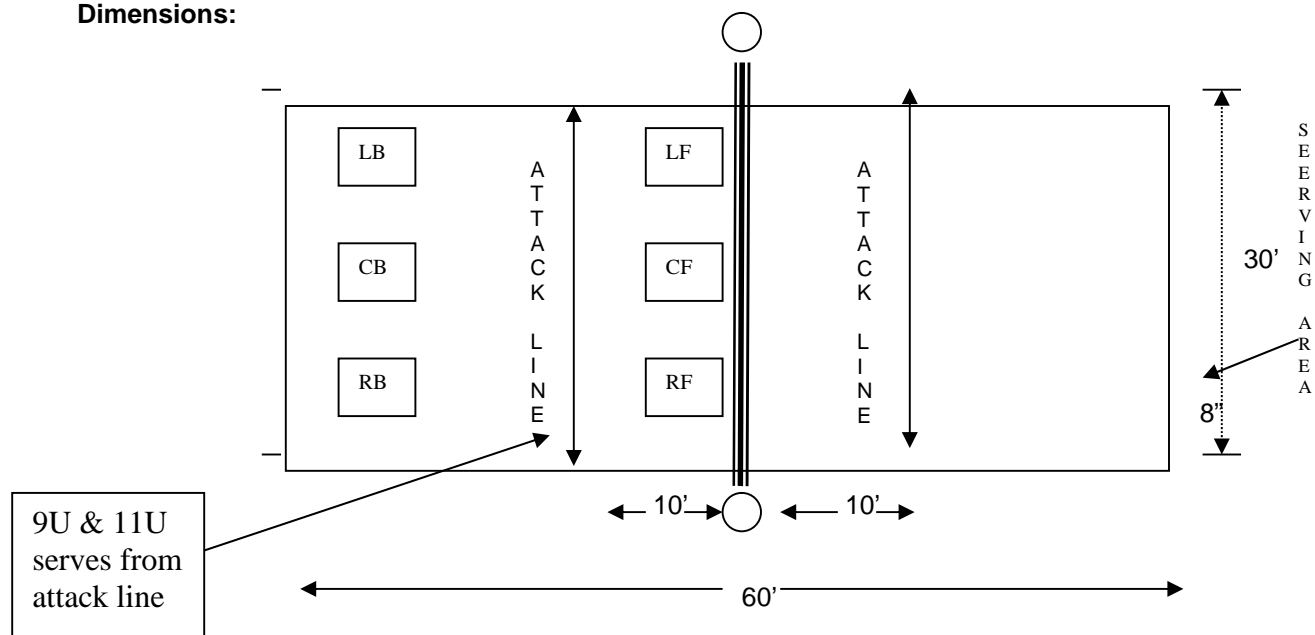 Dimensions:
LB
LF
CB
CF
RB
RF
ATTACK LINE
ATTACK LINE
30’
8”
SEERVING AREA
10’
10’
60’
9U & 11U
serves from
attack line